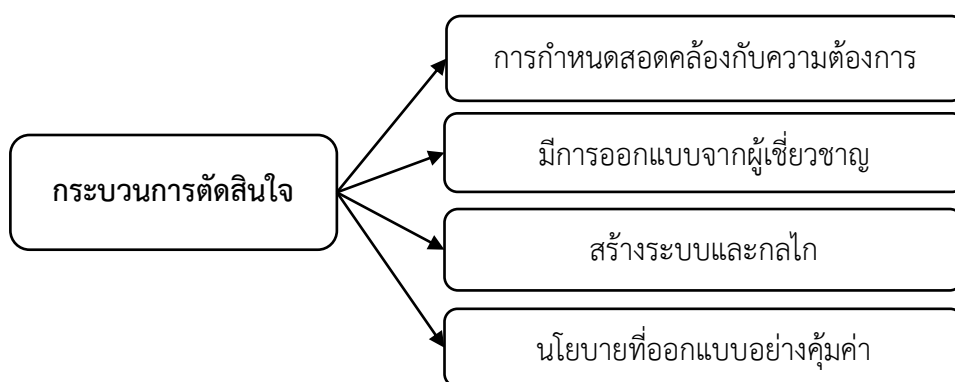 การกำหนดสอดคล้องกับความต้องการ
มีการออกแบบจากผู้เชี่ยวชาญ
กระบวนการตัดสินใจ
สร้างระบบและกลไก
นโยบายที่ออกแบบอย่างคุ้มค่า